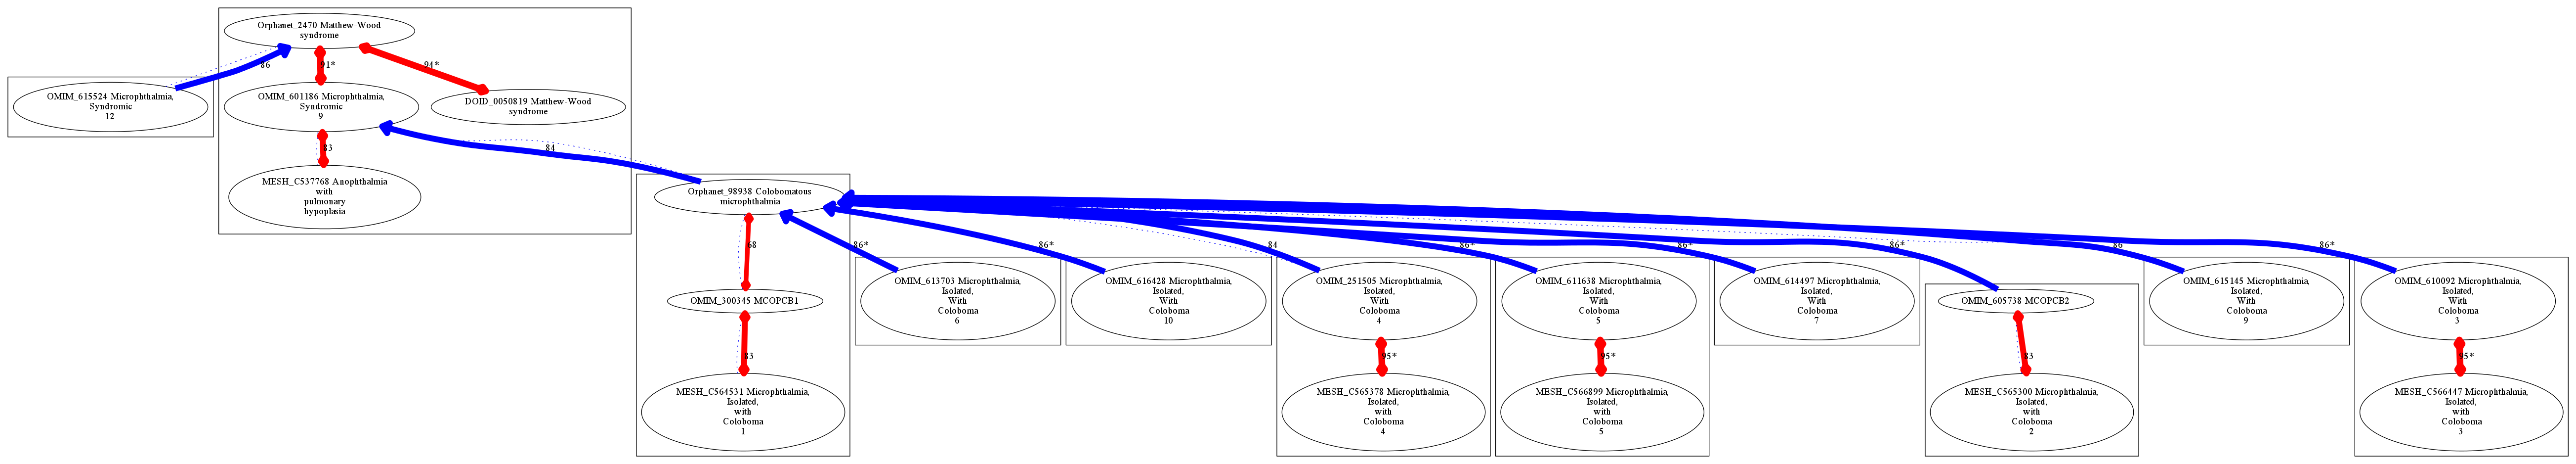 Orphanet_2470 Matthew-Wood
syndrome
86
91*
94*
OMIM_615524 Microphthalmia,
Syndromic
12
OMIM_601186 Microphthalmia,
Syndromic
9
DOID_0050819 Matthew-Wood
syndrome
83
84
MESH_C537768 Anophthalmia
with
pulmonary
hypoplasia
Orphanet_98938 Colobomatous
microphthalmia
68
86*
86*
84
86*
86*
86*
86
86*
OMIM_300345 MCOPCB1
OMIM_613703 Microphthalmia,
Isolated,
With
Coloboma
6
OMIM_616428 Microphthalmia,
Isolated,
With
Coloboma
10
OMIM_251505 Microphthalmia,
Isolated,
With
Coloboma
4
OMIM_611638 Microphthalmia,
Isolated,
With
Coloboma
5
OMIM_614497 Microphthalmia,
Isolated,
With
Coloboma
7
OMIM_605738 MCOPCB2
OMIM_615145 Microphthalmia,
Isolated,
With
Coloboma
9
OMIM_610092 Microphthalmia,
Isolated,
With
Coloboma
3
83
95*
95*
83
95*
MESH_C564531 Microphthalmia,
Isolated,
with
Coloboma
1
MESH_C565378 Microphthalmia,
Isolated,
with
Coloboma
4
MESH_C566899 Microphthalmia,
Isolated,
with
Coloboma
5
MESH_C565300 Microphthalmia,
Isolated,
with
Coloboma
2
MESH_C566447 Microphthalmia,
Isolated,
with
Coloboma
3